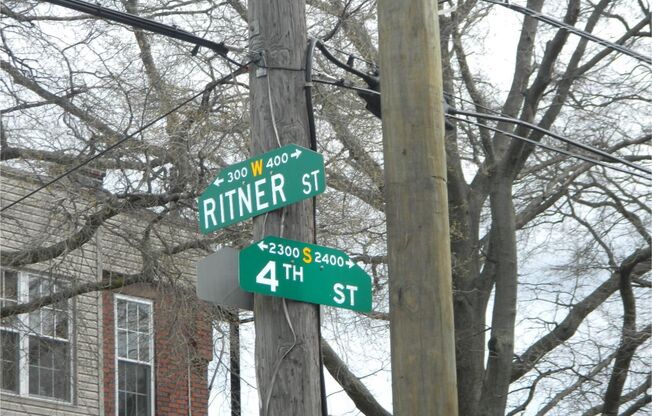 ← 300 W 400 →
RITNER ST
← 2300 S 2400 →
4TH ST